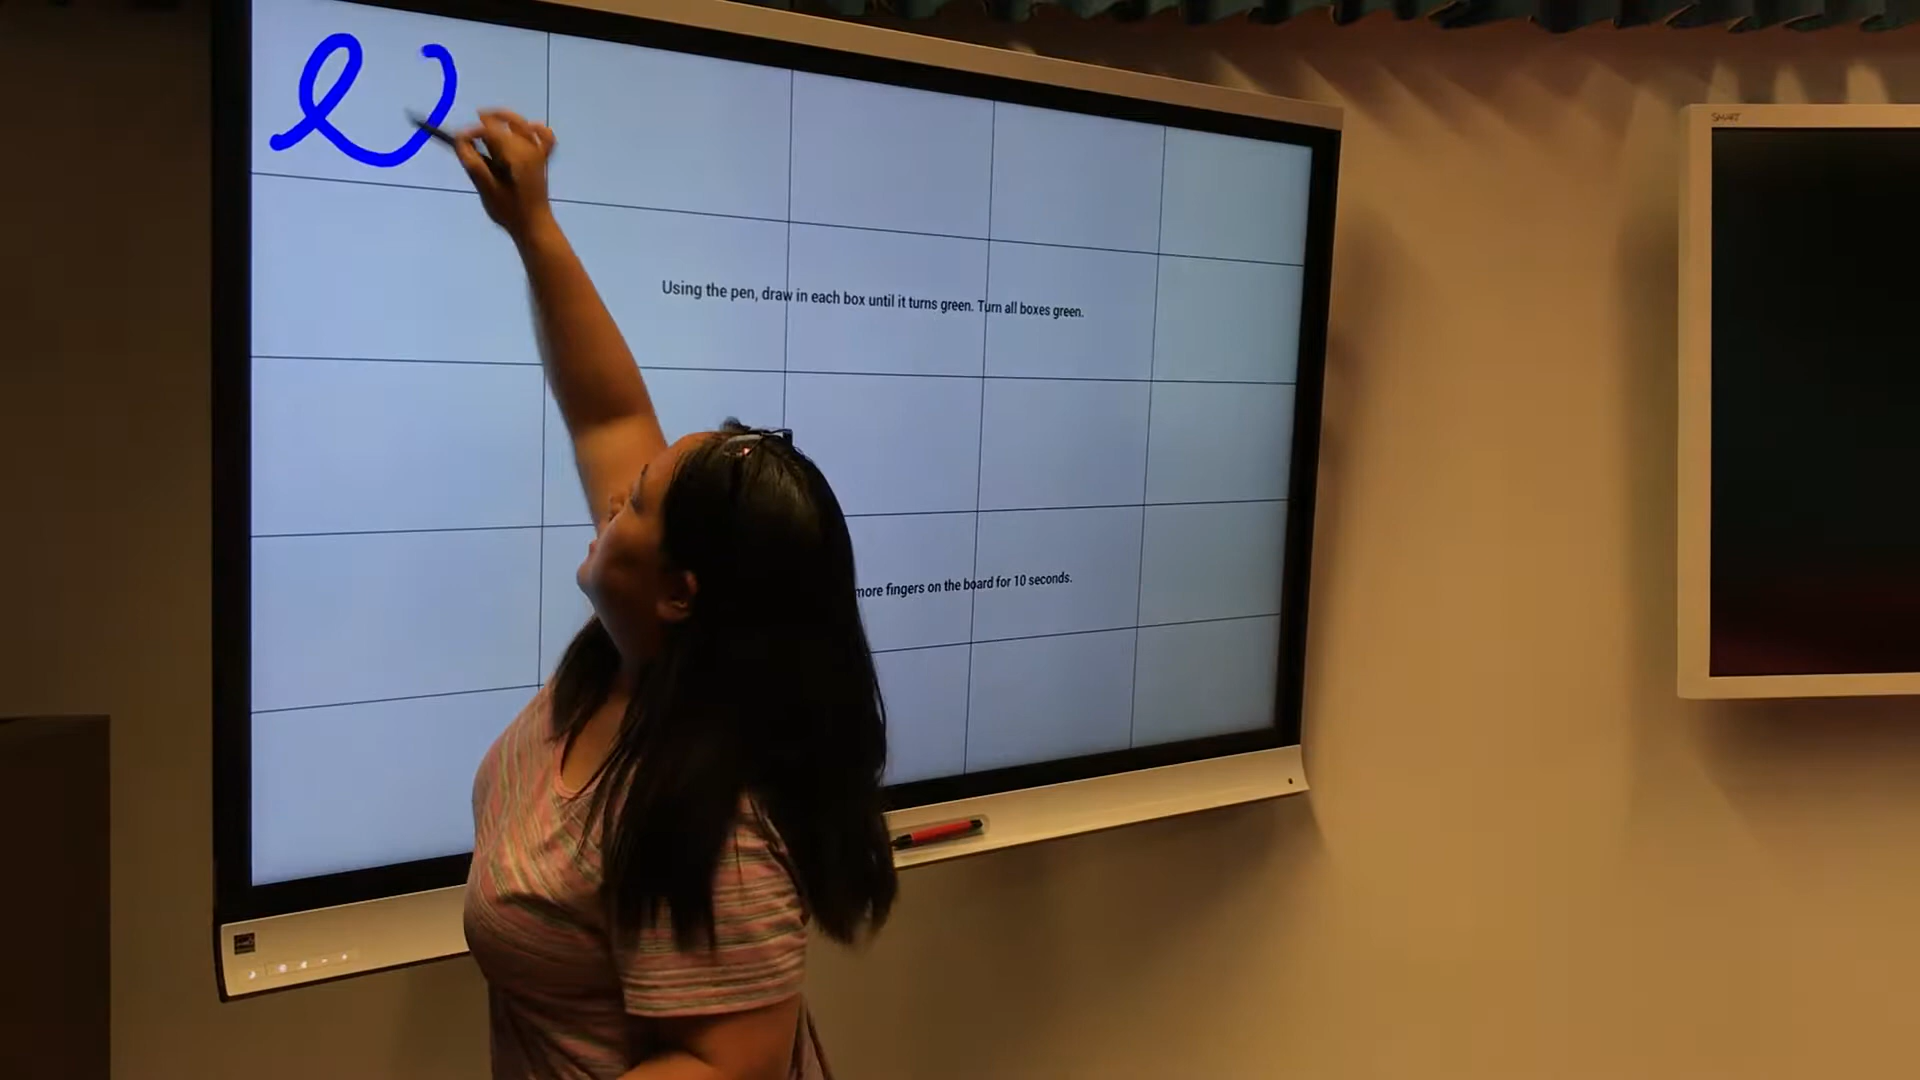 SMART
Using the pen, draw in each box until it turns green. Turn all boxes green.
more fingers on the board for 10 seconds.